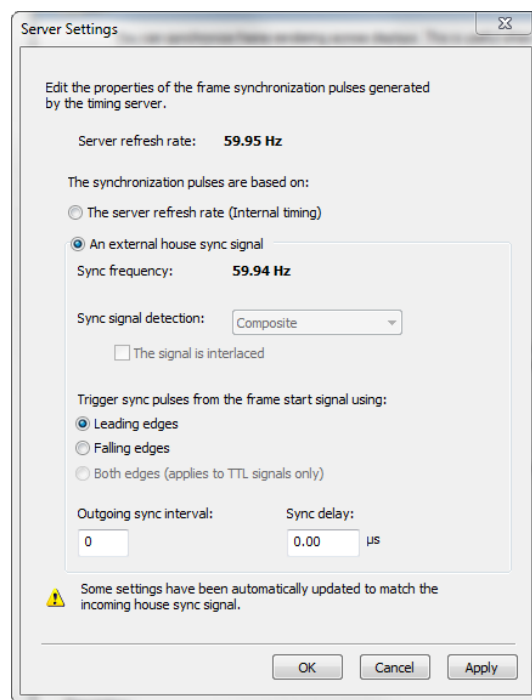 Server Settings
Edit the properties of the frame synchronization pulses generated
by the timing server.
Server refresh rate: 59.95 Hz
The synchronization pulses are based on:
The server refresh rate (Internal timing)
An external house sync signal
Sync frequency: 59.94 Hz
Sync signal detection: Composite
The signal is interlaced
Trigger sync pulses from the frame start signal using:
Leading edges
Falling edges
Both edges (applies to TTL signals only)
Outgoing sync interval: Sync delay:
0 0.00 µs
Some settings have been automatically updated to match the
incoming house sync signal.
OK Cancel Apply